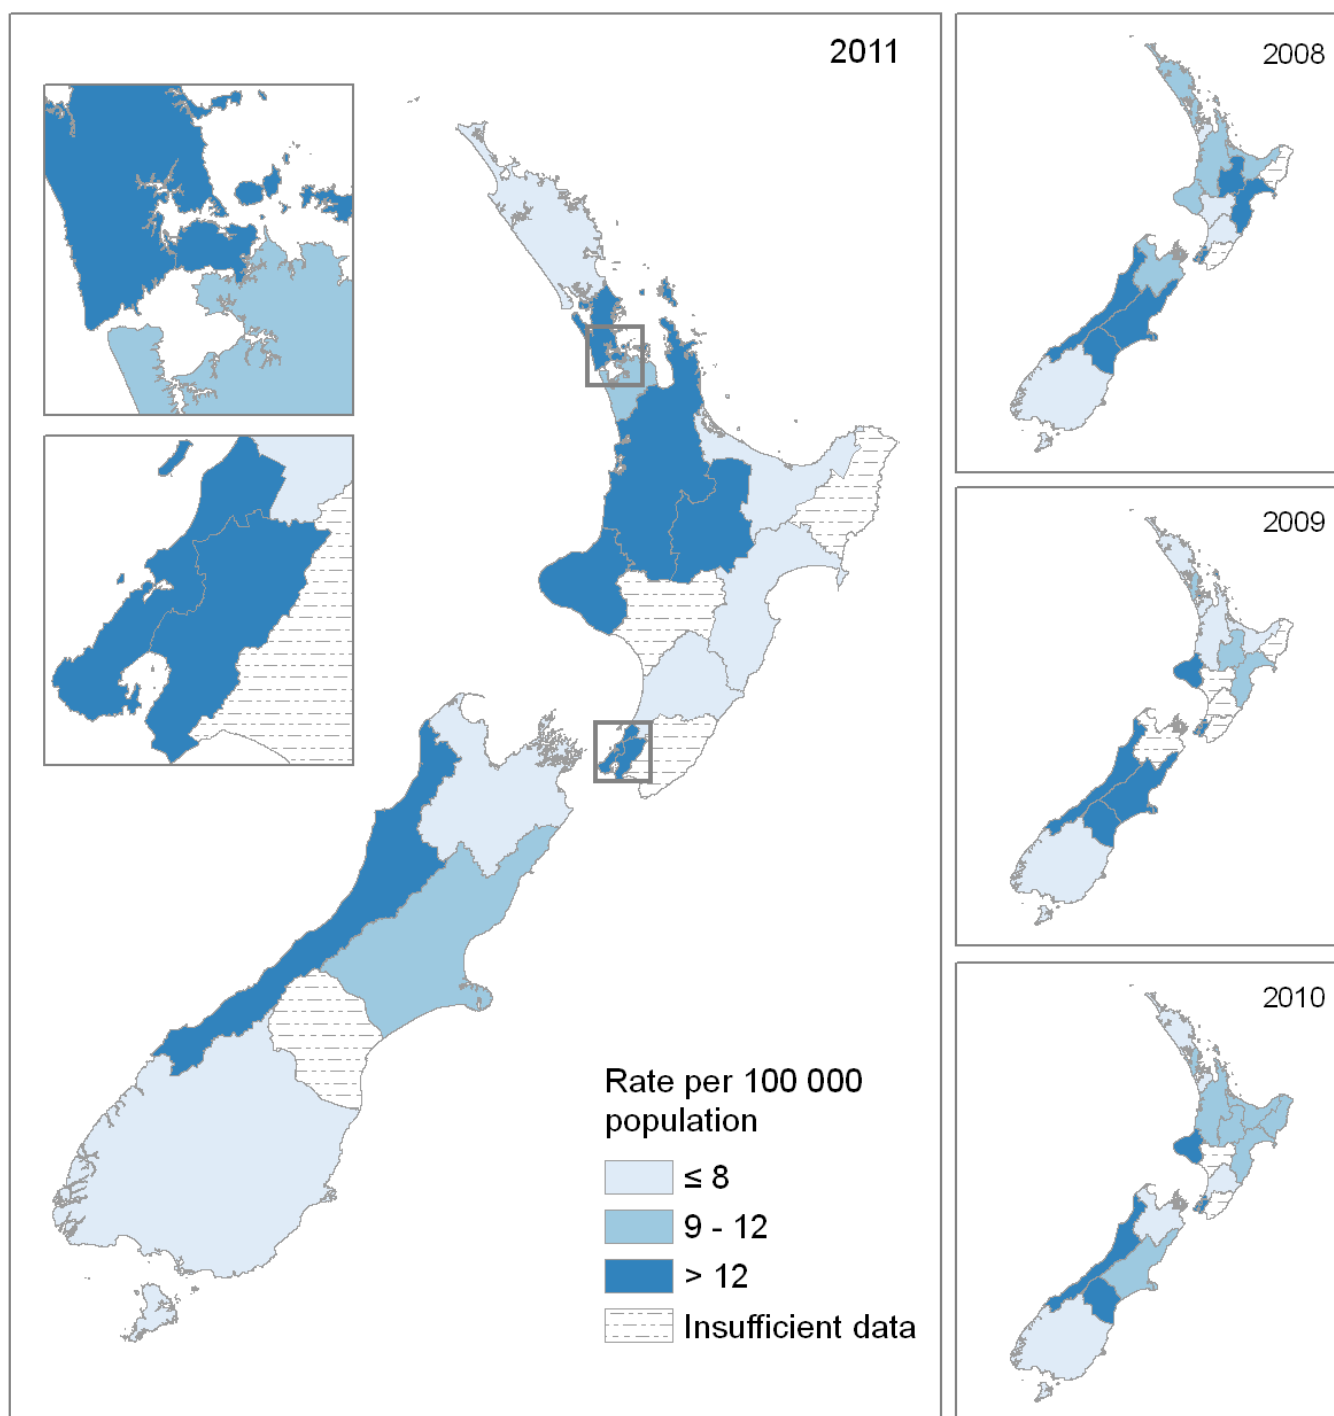 2011
2008
2009
2010
Rate per 100 000
population
≤ 8
9 - 12
> 12
Insufficient data